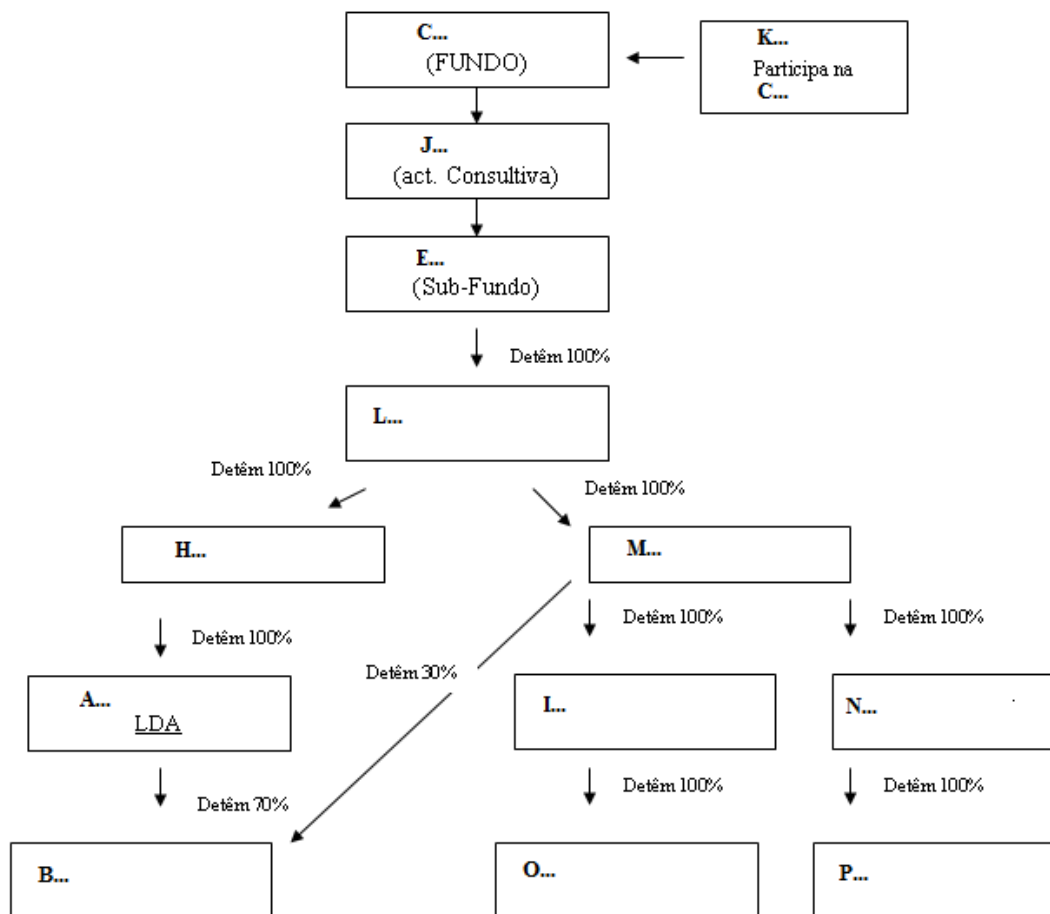 C...
(FUNDO)
K...
Participa na
C...
J...
(act. Consultiva)
E...
(Sub-Fundo)
Detêm 100%
L...
Detêm 100%
Detêm 100%
H...
M...
Detêm 100%
Detêm 100%
Detêm 100%
Detêm 30%
A...
LDA
I...
N...
Detêm 70%
Detêm 100%
Detêm 100%
B...
O...
P...